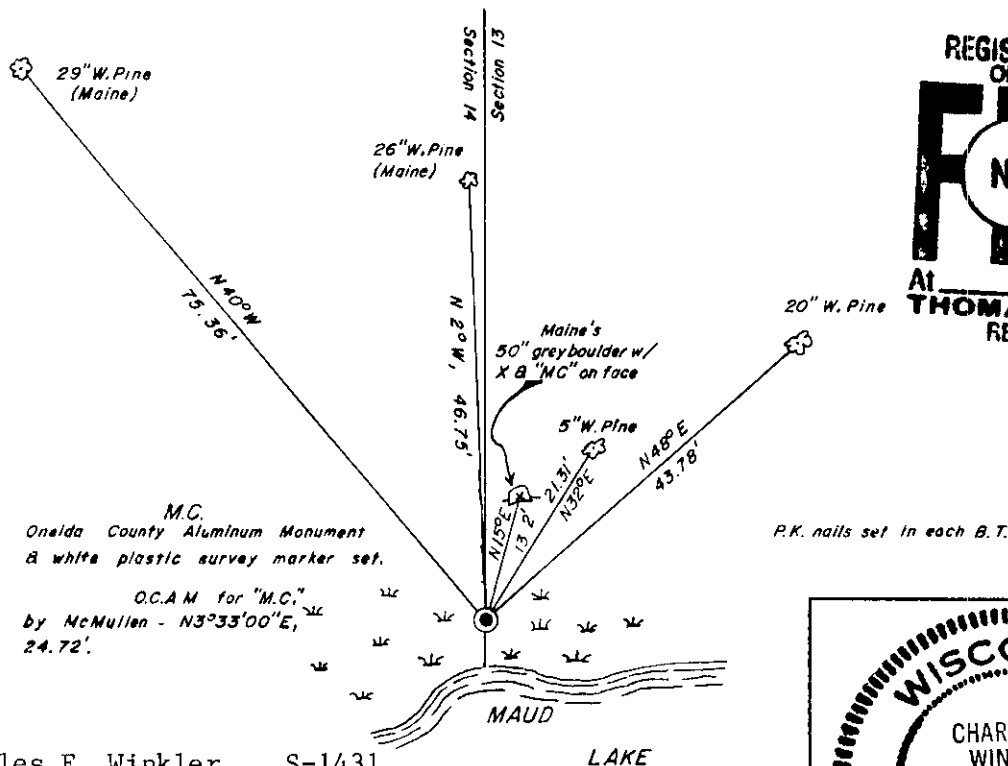 29" W. Pine
(Maine)
Section 14
Section 13
26" W. Pine
(Maine)
N 40° W
75.36'
N 2° W, 46.75'
Maine's
50" grey boulder w/
X & "MC" on face
20" W. Pine
5" W. Pine
N 48° E
43.78'
21.31'
N 32° E
N 15° E
13.2'
M.C.
Oneida County Aluminum Monument
& white plastic survey marker set.
O.C.A M for "M.C."
by McMullen - N3°33'00"E,
24.72'.
P.K. nails set in each B.T.
MAUD
LAKE
les F. Winkler S-1431
REGIS
At
THOMA
RE
WISCO
CHAR
WIN